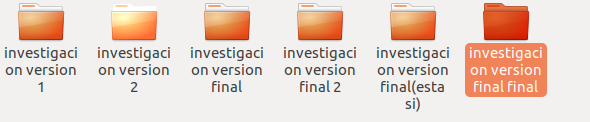 investigaci
on version
1
investigaci
on version
2
investigaci
on version
final
investigaci
on version
final 2
investigaci
on version
final(esta
si)
investigaci
on version
final final